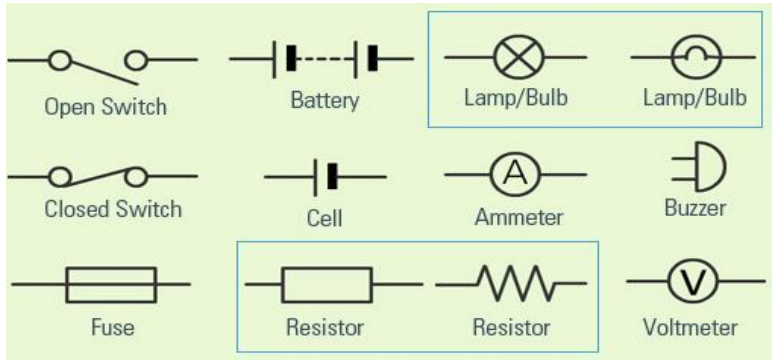 Open Switch
Battery
Lamp/Bulb
Lamp/Bulb
Closed Switch
Cell
A
Ammeter
Buzzer
Fuse
Resistor
Resistor
V
Voltmeter